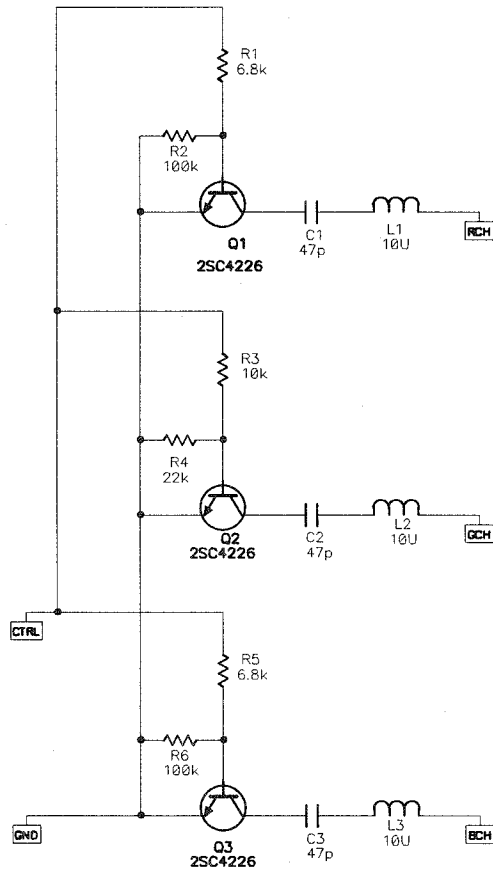 R1
6.8k
R2
100k
Q1
2SC4226
C1
47p
L1
10U
RCH
R3
10k
R4
22k
Q2
2SC4226
C2
47p
L2
10U
GCH
CTRL
R5
6.8k
R6
100k
GND
Q3
2SC4226
C3
47p
L3
10U
BCH